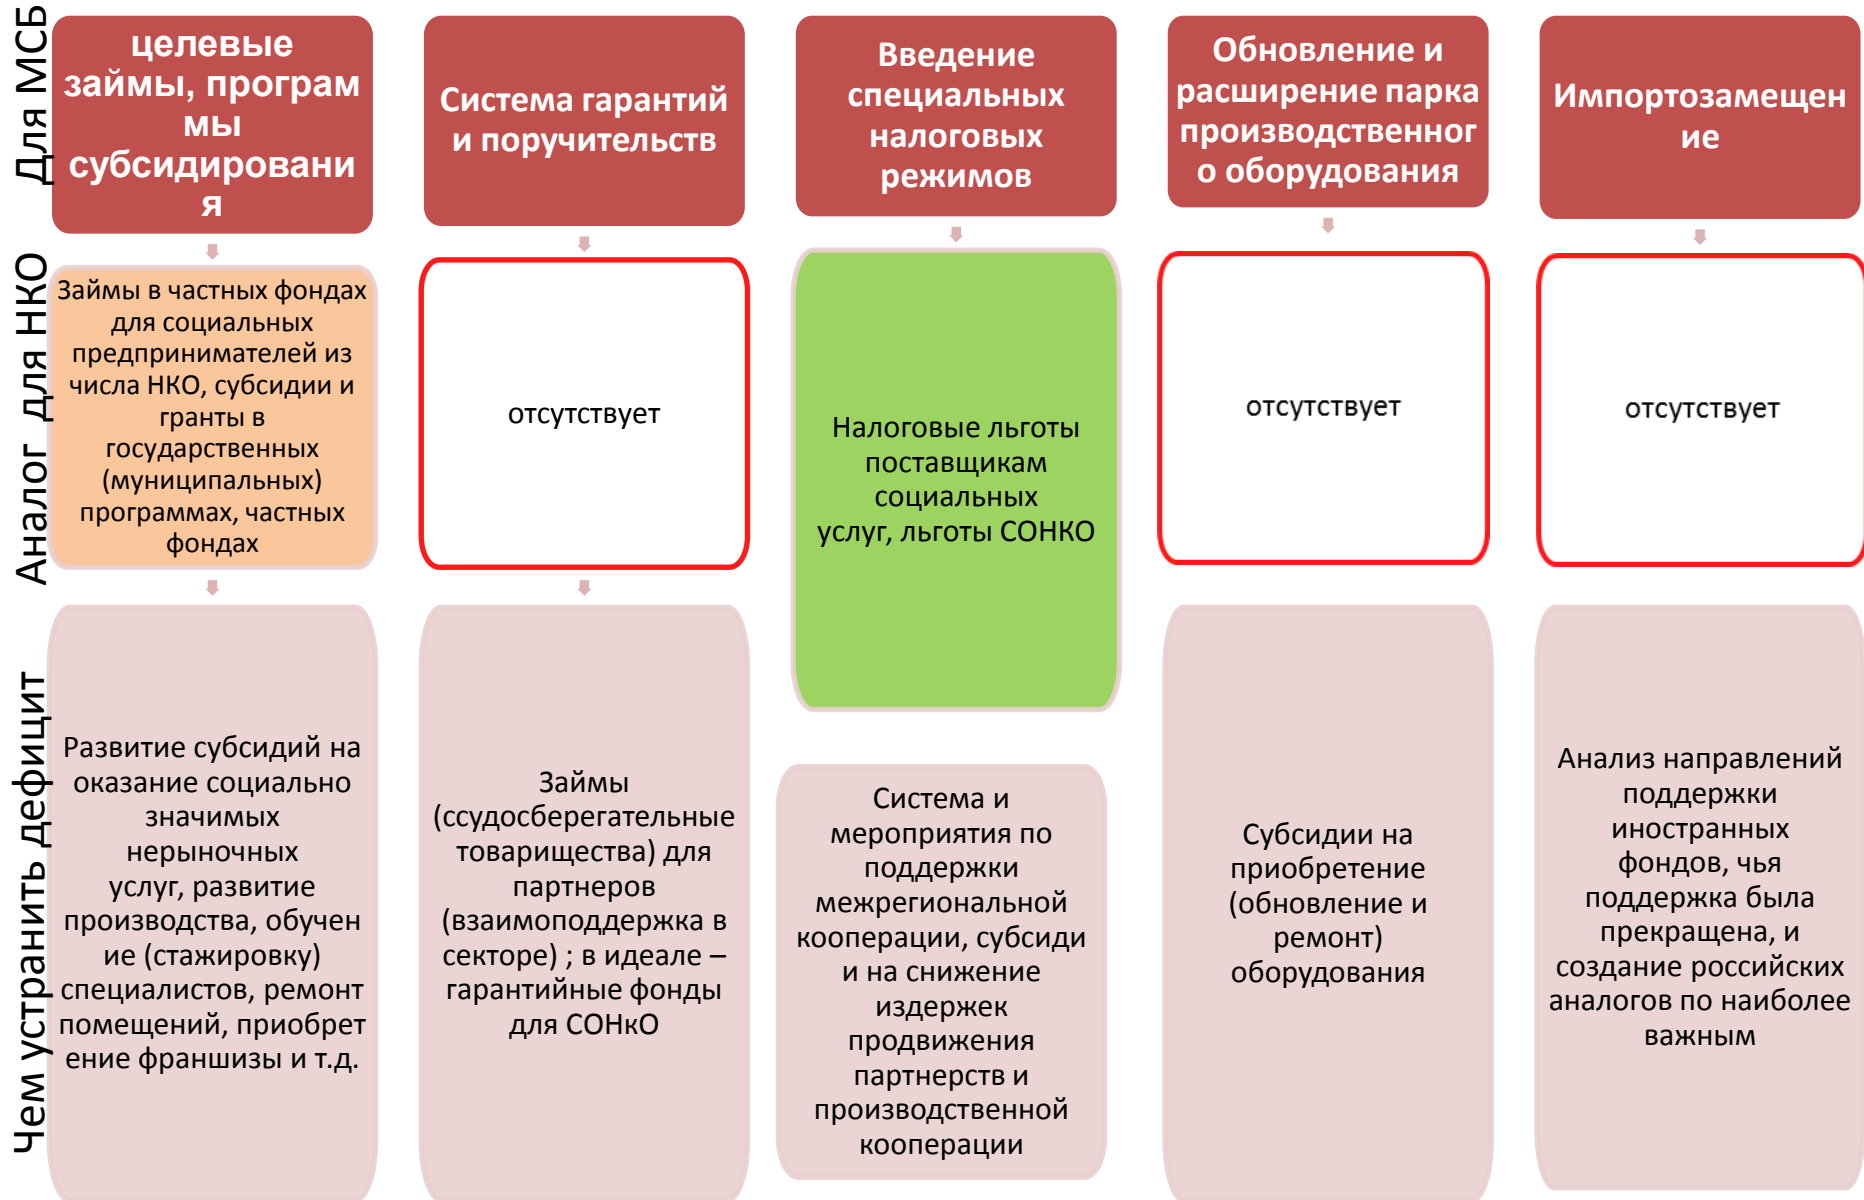 Для МСБ
целевые
займы, програм
мы
субсидировани
я
Система гарантий
и поручительств
Введение
специальных
налоговых
режимов
Обновление и
расширение парка
производственног
о оборудования
Импортозамещен
ие
Аналог для НКО
Займы в частных фондах
для социальных
предпринимателей из
числа НКО, субсидии и
гранты в
государственных
(муниципальных)
программах, частных
фондах
отсутствует
Налоговые льготы
поставщикам
социальных
услуг, льготы СОНКО
отсутствует
отсутствует
Чем устранить дефицит
Развитие субсидий на
оказание социально
значимых
нерыночных
услуг, развитие
производства, обучен
ие (стажировку)
специалистов, ремонт
помещений, приобрет
ение франшизы и т.д.
Займы
(ссудосберегательные
товарищества) для
партнеров
(взаимоподдержка в
секторе) ; в идеале –
гарантийные фонды
для СОНкО
Система и
мероприятия по
поддержки
межрегиональной
кооперации, субсиди
и на снижение
издержек
продвижения
партнерств и
производственной
кооперации
Субсидии на
приобретение
(обновление и
ремонт)
оборудования
Анализ направлений
поддержки
иностранных
фондов, чья
поддержка была
прекращена, и
создание российских
аналогов по наиболее
важным